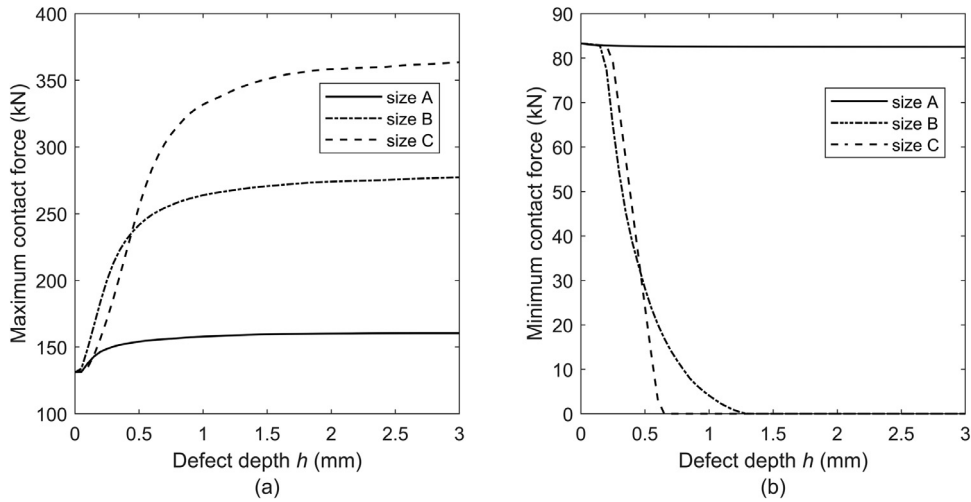 400
350
300
250
200
150
100
Maximum contact force (kN)
size A
size B
size C
0 0.5 1 1.5 2 2.5 3
Defect depth h (mm)
(a)
90
80
70
60
50
40
30
20
10
0
Minimum contact force (kN)
size A
size B
size C
0 0.5 1 1.5 2 2.5 3
Defect depth h (mm)
(b)